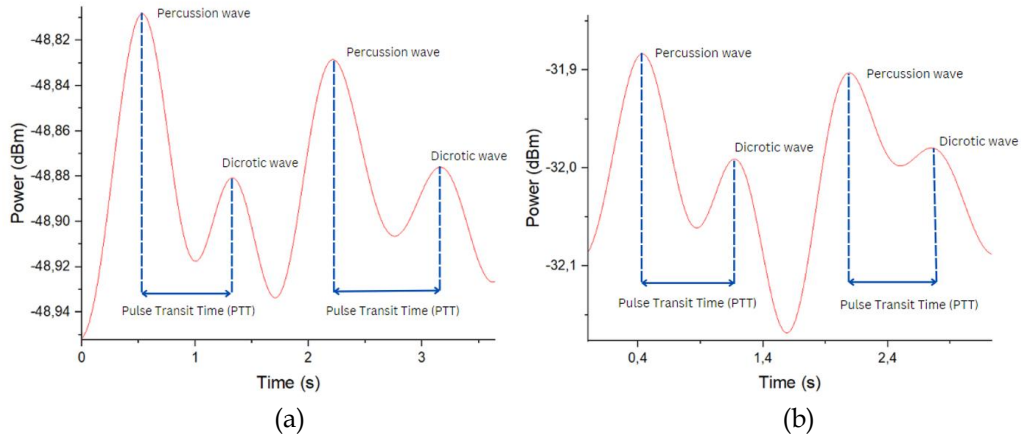 Percussion wave
Percussion wave
Dicrotic wave
Dicrotic wave
Pulse Transit Time (PTT)
Pulse Transit Time (PTT)
Power (dBm)
-48,82
-48,84
-48,86
-48,88
-48,90
-48,92
-48,94
0
1
2
3
Time (s)
(a)
Percussion wave
Percussion wave
Dicrotic wave
Dicrotic wave
Pulse Transit Time (PTT)
Pulse Transit Time (PTT)
Power (dBm)
-31,9
-32,0
-32,1
0,4
1,4
2,4
Time (s)
(b)